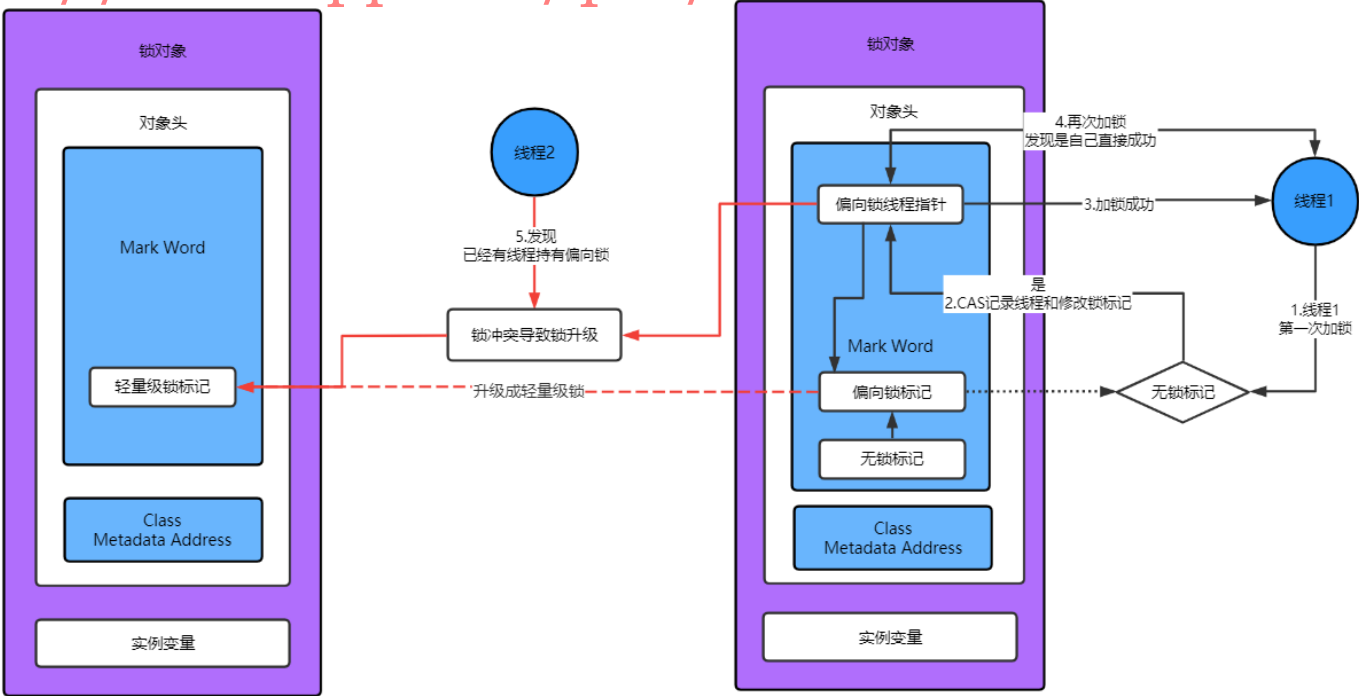 锁对象
对象头
Mark Word
轻量级锁标记
Class
Metadata Address
实例变量
线程2
5.发现
已经有线程持有偏向锁
锁冲突导致锁升级
升级成轻量级锁
锁对象
对象头
偏向锁线程指针
Mark Word
偏向锁标记
无锁标记
Class
Metadata Address
实例变量
4.再次加锁
发现是自己直接成功
3.加锁成功
线程1
是
2.CAS记录线程和修改锁标记
1.线程1
第一次加锁
无锁标记